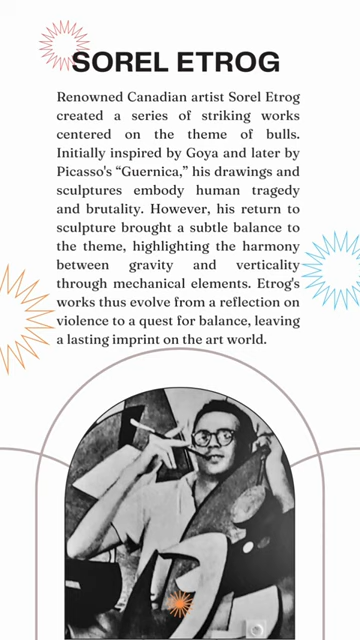 SOREL ETROG
Renowned Canadian artist Sorel Etrog
created a series of striking works
centered on the theme of bulls.
Initially inspired by Goya and later by
Picasso's “Guernica,” his drawings and
sculptures embody human tragedy
and brutality. However, his return to
sculpture brought a subtle balance to
the theme, highlighting the harmony
between gravity and verticality
through mechanical elements. Etrog's
works thus evolve from a reflection on
violence to a quest for balance, leaving
a lasting imprint on the art world.